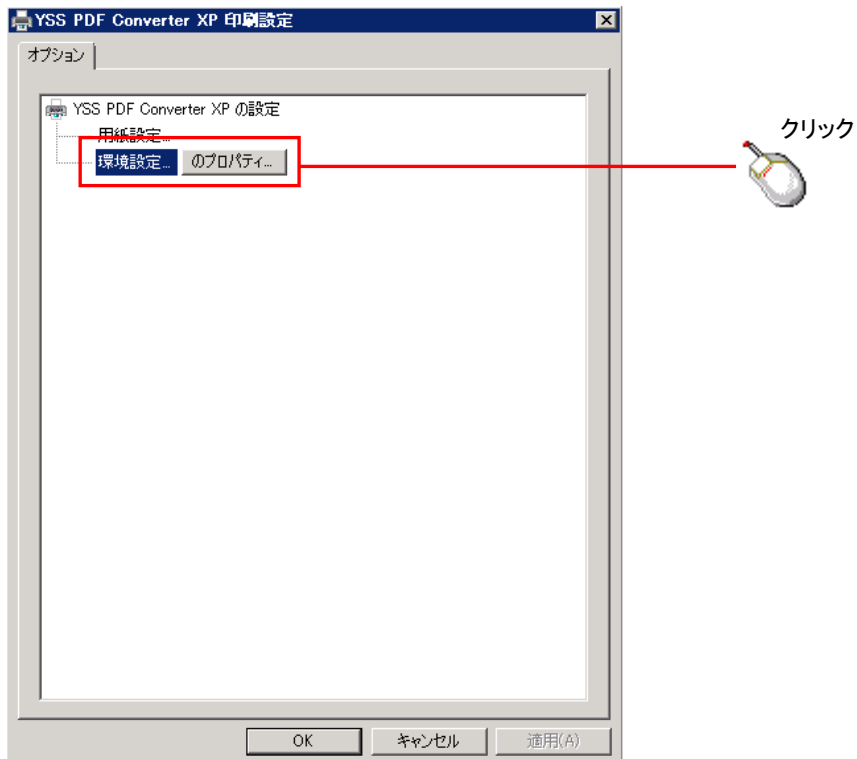 YSS PDF Converter XP 印刷設定
オプション
YSS PDF Converter XP の設定
用紙設定...
環境設定... のプロパティ...
クリック
OK キャンセル 適用(A)